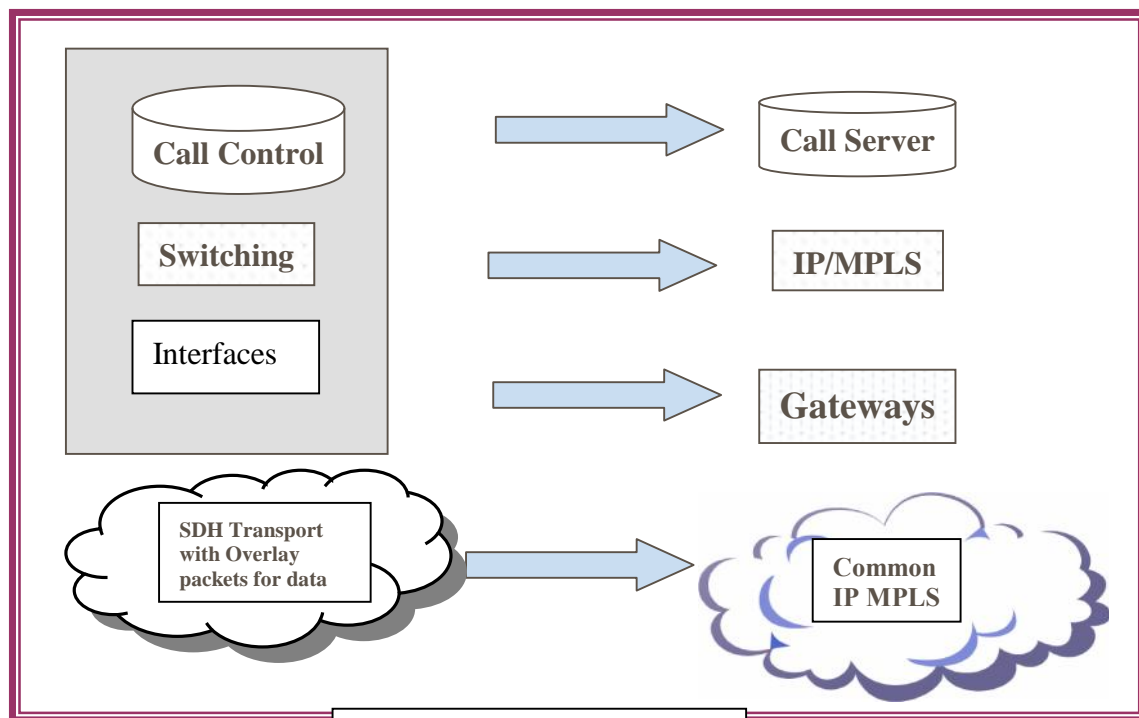 Call Control
Call Server
Switching
IP/MPLS
Interfaces
Gateways
SDH Transport
with Overlay
packets for data
Common
IP MPLS